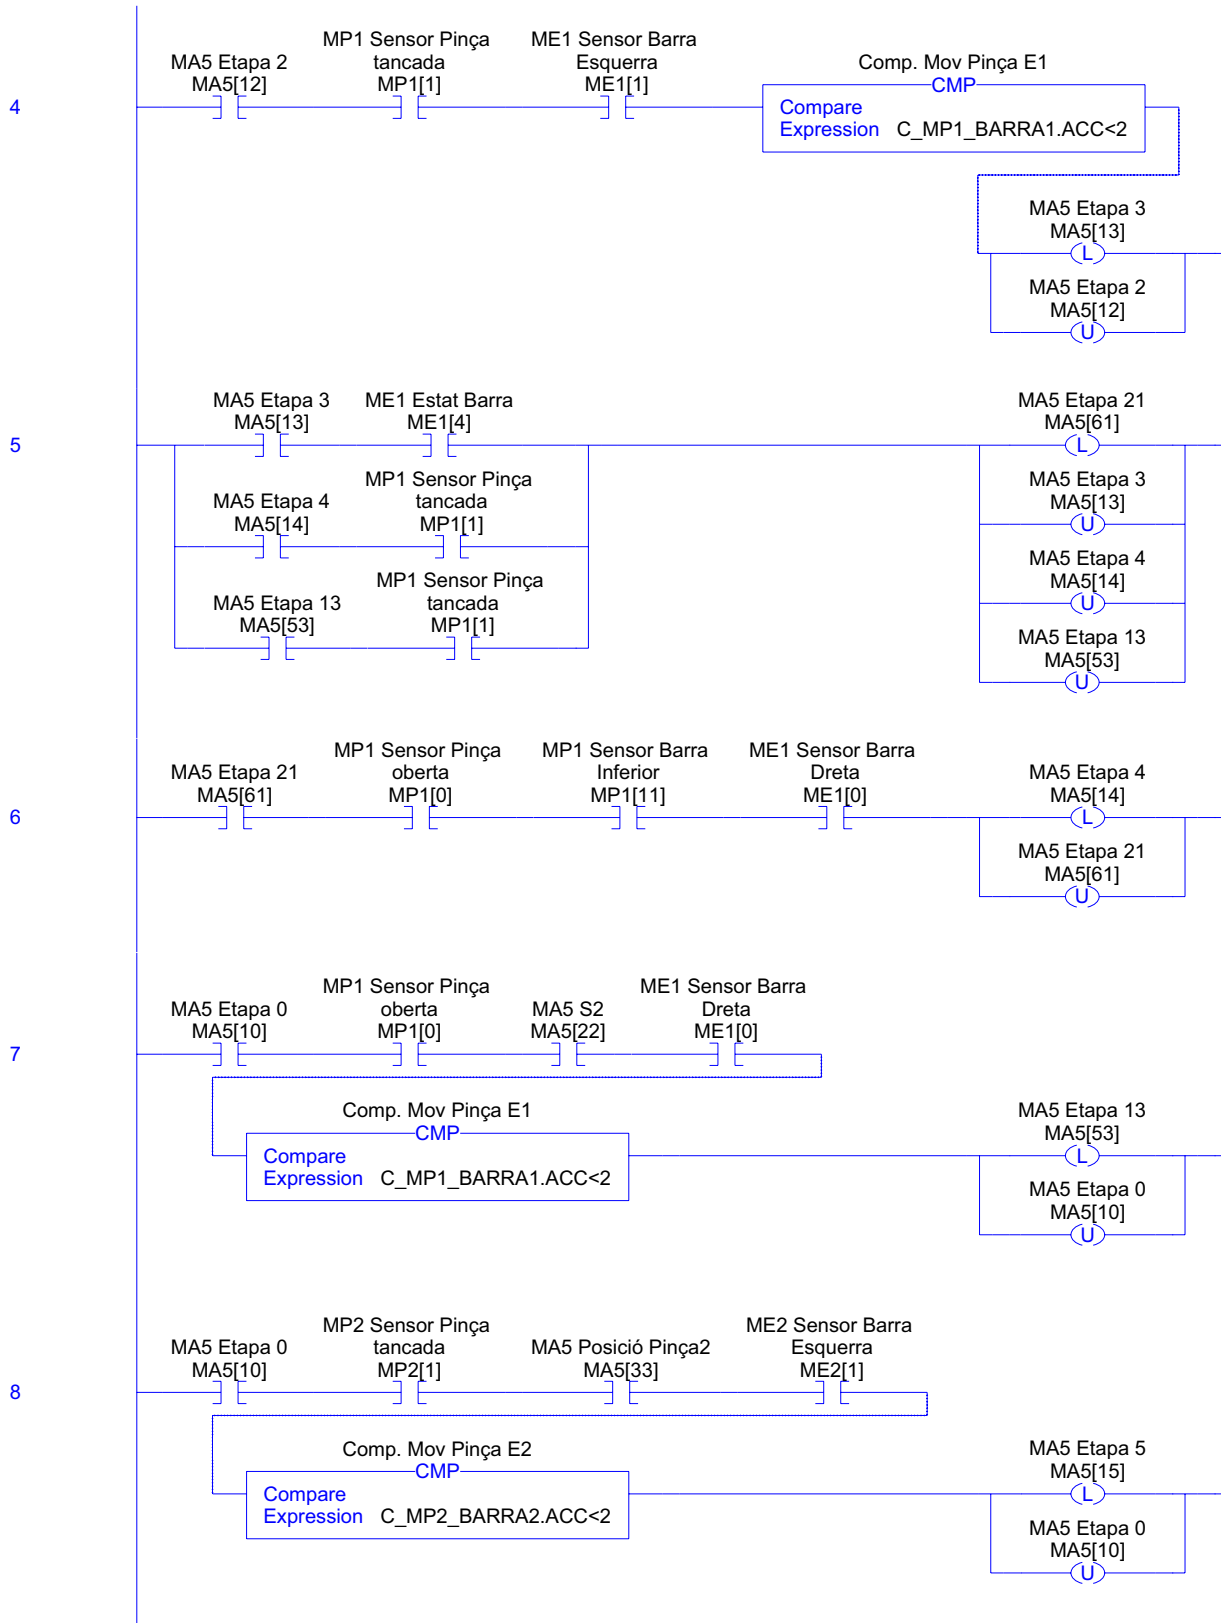 MP1 Sensor Pinça
ME1 Sensor Barra
MA5 Etapa 2
tancada
Esquerra
Comp. Mov Pinça E1
MA5[12]
MP1[1]
ME1[1]
CMP
4
Compare
Expression C_MP1_BARRA1.ACC<2
MA5 Etapa 3
MA5[13]
L
MA5 Etapa 2
MA5[12]
U
MA5 Etapa 3
ME1 Estat Barra
MA5 Etapa 21
MA5[13]
ME1[4]
MA5[61]
5
L
MP1 Sensor Pinça
MA5 Etapa 3
MA5 Etapa 4
tancada
MA5[13]
MA5[14]
MP1[1]
U
MP1 Sensor Pinça
MA5 Etapa 4
MA5 Etapa 13
tancada
MA5[14]
MA5[53]
MP1[1]
U
MA5 Etapa 13
MA5[53]
U
MP1 Sensor Pinça
MP1 Sensor Barra
ME1 Sensor Barra
MA5 Etapa 21
oberta
Inferior
Dreta
MA5 Etapa 4
MA5[61]
MP1[0]
MP1[11]
ME1[0]
MA5[14]
6
L
MA5 Etapa 21
MA5[61]
U
MP1 Sensor Pinça
ME1 Sensor Barra
MA5 Etapa 0
oberta
MA5 S2
Dreta
MA5[10]
MP1[0]
MA5[22]
ME1[0]
7
Comp. Mov Pinça E1
CMP
Compare
Expression C_MP1_BARRA1.ACC<2
MA5 Etapa 13
MA5[53]
L
MA5 Etapa 0
MA5[10]
U
MP2 Sensor Pinça
ME2 Sensor Barra
MA5 Etapa 0
tancada
MA5 Posició Pinça2
Esquerra
MA5[10]
MP2[1]
MA5[33]
ME2[1]
8
Comp. Mov Pinça E2
CMP
Compare
Expression C_MP2_BARRA2.ACC<2
MA5 Etapa 5
MA5[15]
L
MA5 Etapa 0
MA5[10]
U